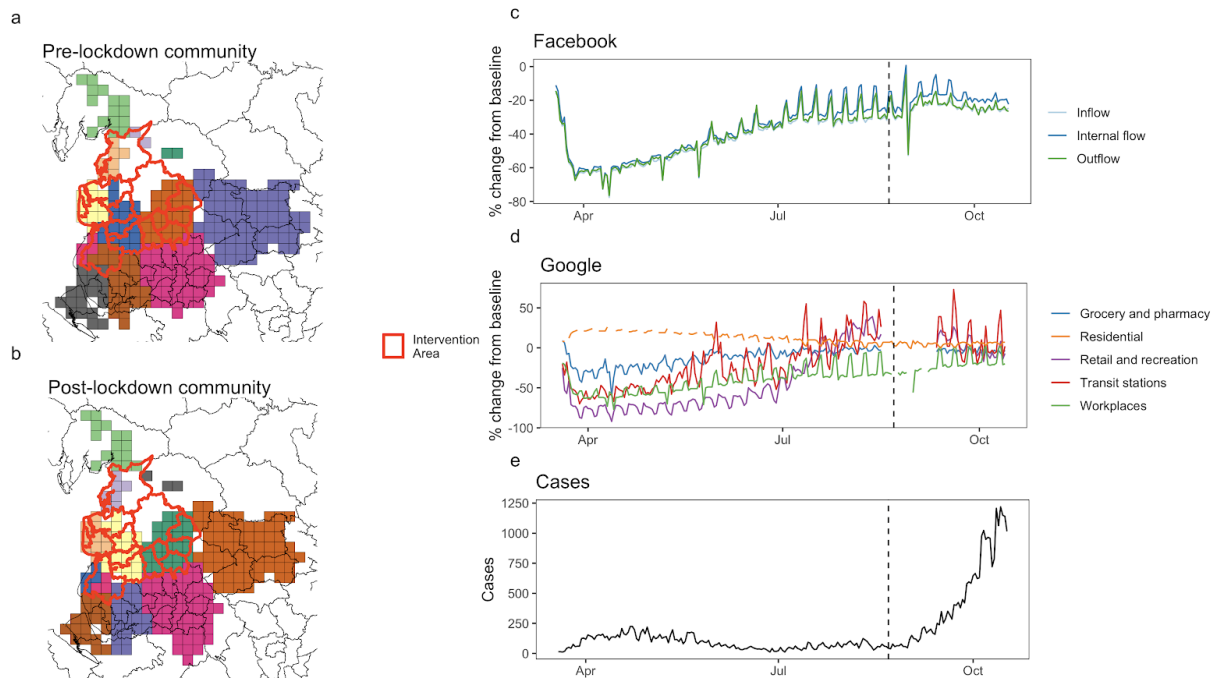 a
Pre-lockdown community
b
Post-lockdown community
Intervention
Area
c
Facebook
% change from baseline
0
-20
-40
-60
-80
Apr
Jul
Oct
Inflow
Internal flow
Outflow
d
Google
% change from baseline
50
0
-50
-100
Apr
Jul
Oct
Grocery and pharmacy
Residential
Retail and recreation
Transit stations
Workplaces
e
Cases
Cases
1250
1000
750
500
250
0
Apr
Jul
Oct